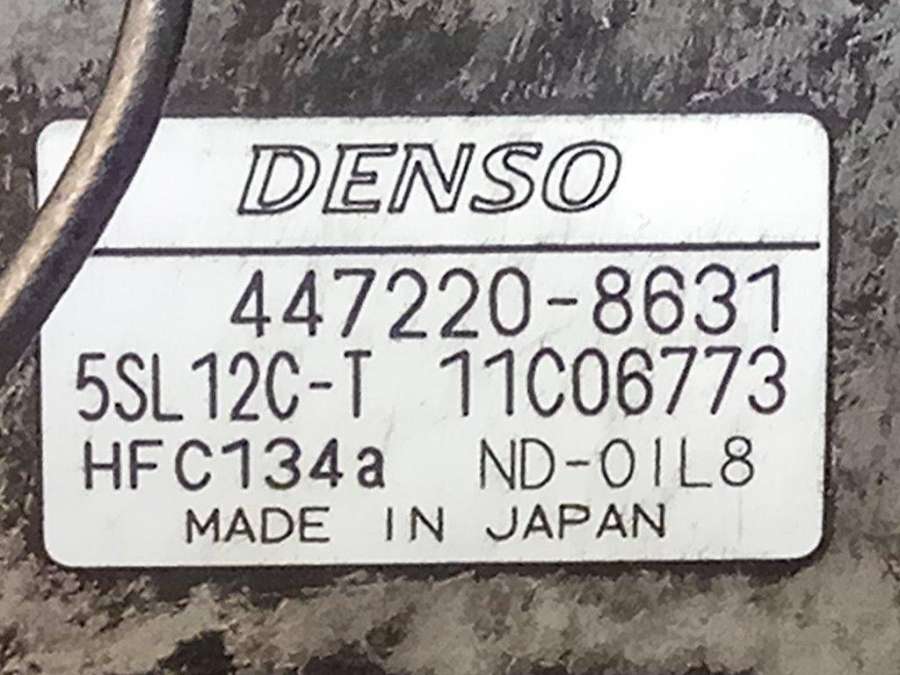 DENSO
447220-8631
5SL12C-T 11C06773
HFC134a ND-OIL8
MADE IN JAPAN